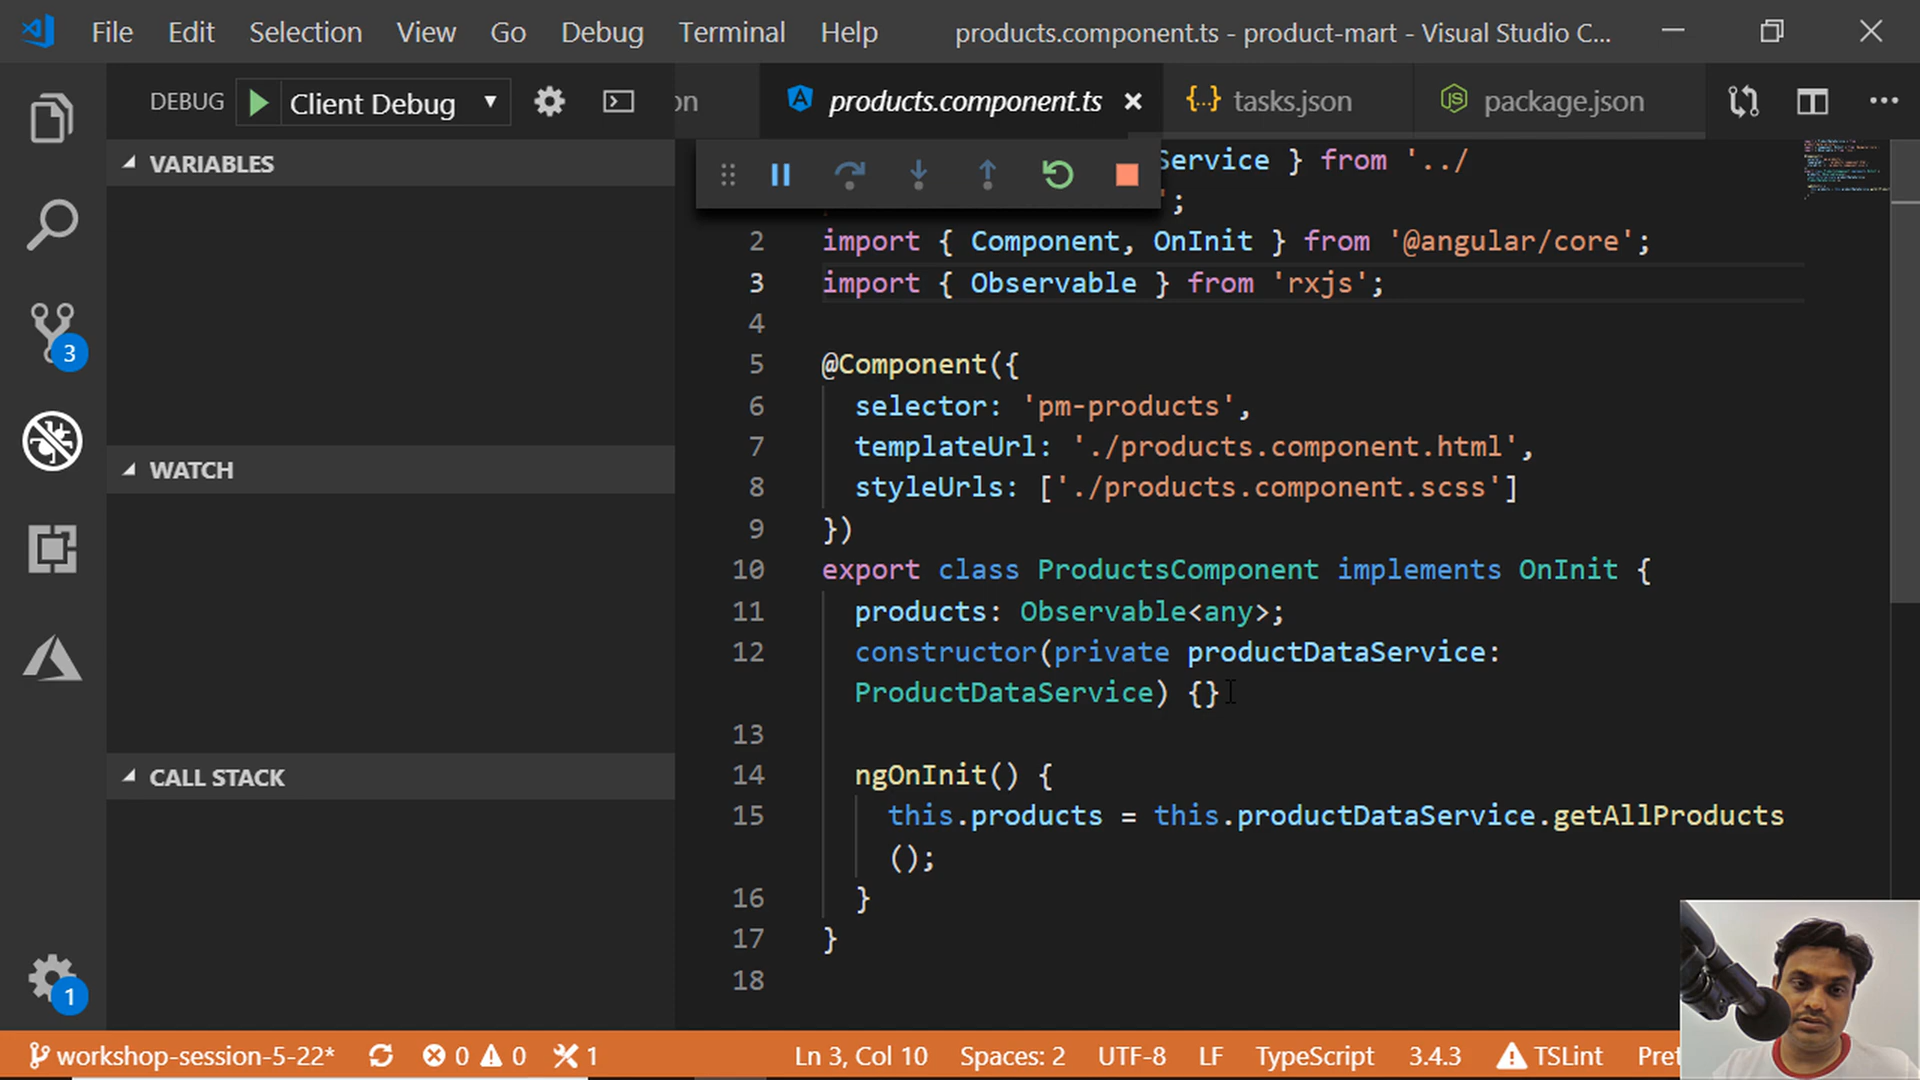 File Edit Selection View Go Debug Terminal Help products.component.ts - product-mart - Visual Studio C...
DEBUG Client Debug on products.component.ts {..} tasks.json package.json
VARIABLES
WATCH
CALL STACK
Service } from '../
';
2 import { Component, OnInit } from '@angular/core';
3 import { Observable } from 'rxjs';
4
5 @Component({
6 selector: 'pm-products',
7 templateUrl: './products.component.html',
8 styleUrls: ['./products.component.scss']
9 })
10 export class ProductsComponent implements OnInit {
11 products: Observable<any>;
12 constructor(private productDataService:
ProductDataService) {}
13
14 ngOnInit() {
15 this.products = this.productDataService.getAllProducts
();
16 }
17 }
18
3
1
workshop-session-5-22* 0 0 1 Ln 3, Col 10 Spaces: 2 UTF-8 LF TypeScript 3.4.3 TSLint Pret